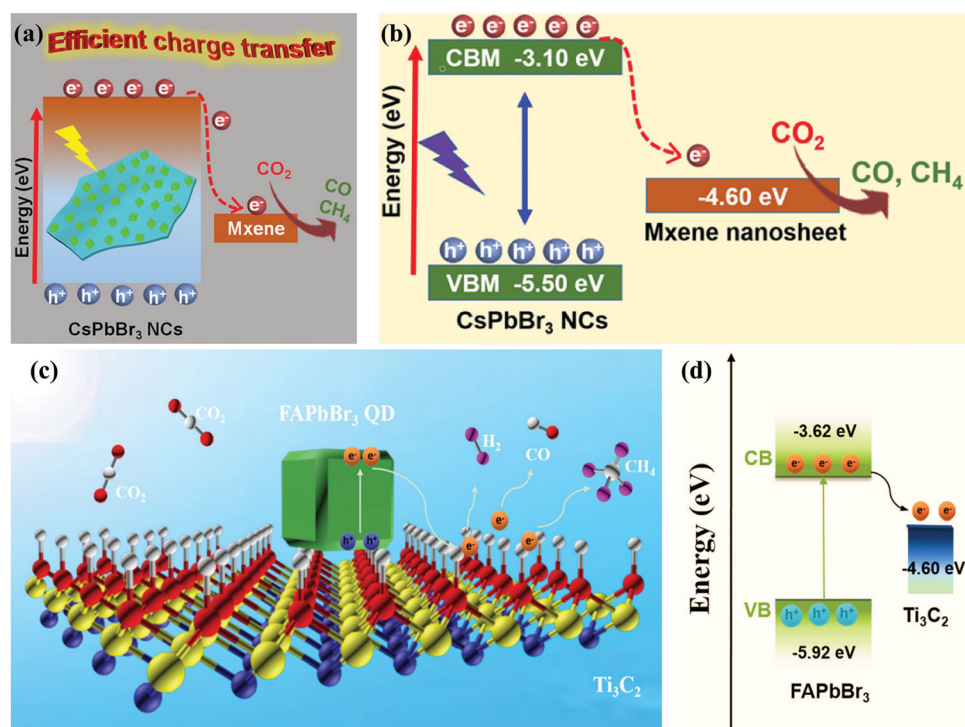 (a)
Efficient charge transfer
e⁻ e⁻ e⁻ e⁻
e⁻
Energy (eV)
CO₂
CO
CH₄
e⁻
Mxene
h⁺ h⁺ h⁺ h⁺ h⁺
CsPbBr₃ NCs
(b)
e⁻ e⁻ e⁻ e⁻ e⁻
CBM -3.10 eV
Energy (eV)
e⁻
CO₂
CO, CH₄
-4.60 eV
Mxene nanosheet
h⁺ h⁺ h⁺ h⁺ h⁺
VBM -5.50 eV
CsPbBr₃ NCs
(c)
CO₂
CO₂
FAPbBr₃ QD
e⁻ e⁻
H₂
CO
CH₄
e⁻
h⁺ h⁺
e⁻
e⁻
Ti₃C₂
(d)
Energy (eV)
-3.62 eV
CB
e⁻ e⁻ e⁻
e⁻ e⁻
-4.60 eV
Ti₃C₂
VB
h⁺ h⁺ h⁺
-5.92 eV
FAPbBr₃